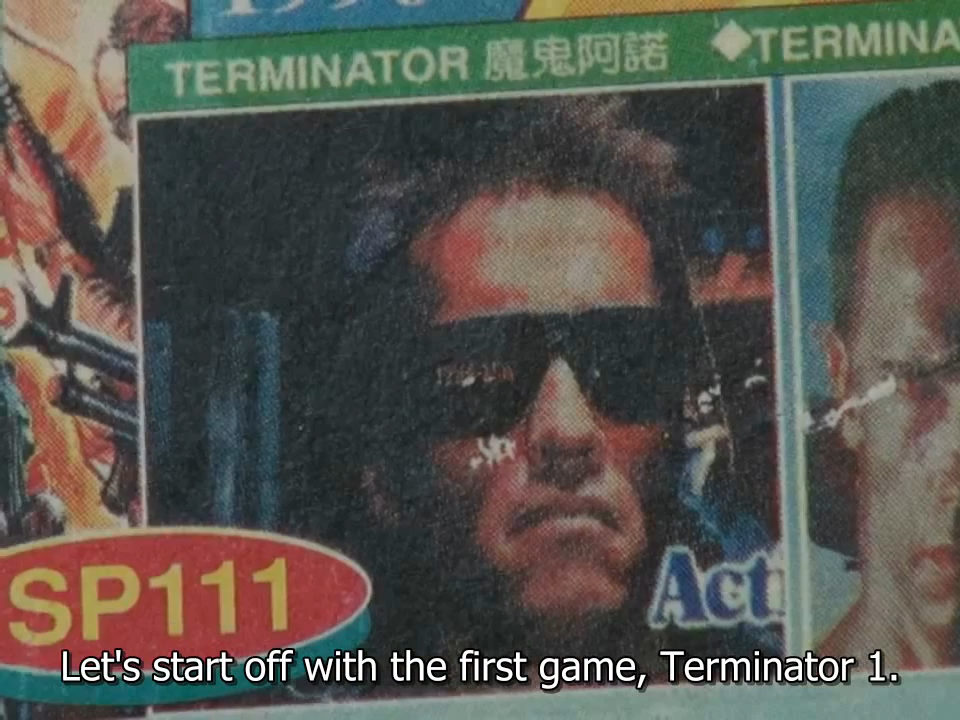 TERMINATOR 魔鬼阿諾
◆TERMINA
Act
SP111
Let's start off with the first game, Terminator 1.